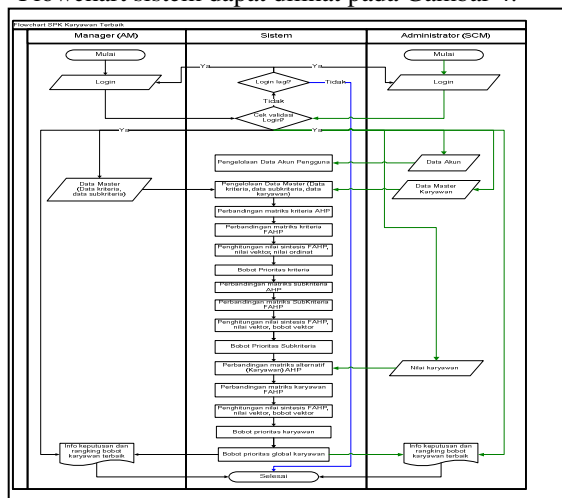 Flowchart sistem dapat dilihat pada Gambar 4.
Flowchart SPK Karyawan Terbaik
Manager (AM)
Sistem
Administrator (SCM)
Mulai
Mulai
Ya
Ya
Login
Login lagi?
Tidak
Login
Tidak
Cek validasi
Login?
Ya
Ya
Pengelolaan Data Akun Pengguna
Data Akun
Data Master
(Data kriteria,
data subkriteria)
Pengelolaan Data Master (Data
kriteria, data subkriteria, data
karyawan)
Data Master
Karyawan
Perbandingan matriks kriteria AHP
Perbandingan matriks kriteria
FAHP
Penghitungan nilai sintesis FAHP,
nilai vektor, nilai ordinat
Bobot Prioritas kriteria
Perbandingan matriks subkriteria
AHP
Perbandingan matriks SubKriteria
FAHP
Penghitungan nilai sintesis FAHP,
nilai vektor, bobot vektor
Bobot Prioritas Subkriteria
Perbandingan matriks alternatif
(Karyawan) AHP
Nilai karyawan
Perbandingan matriks karyawan
FAHP
Penghitungan nilai sintesis FAHP,
nilai vektor, bobot vektor
Bobot prioritas karyawan
Info keputusan dan
rangking bobot
karyawan terbaik
Bobot prioritas global karyawan
Info keputusan dan
rangking bobot
karyawan terbaik
Selesai